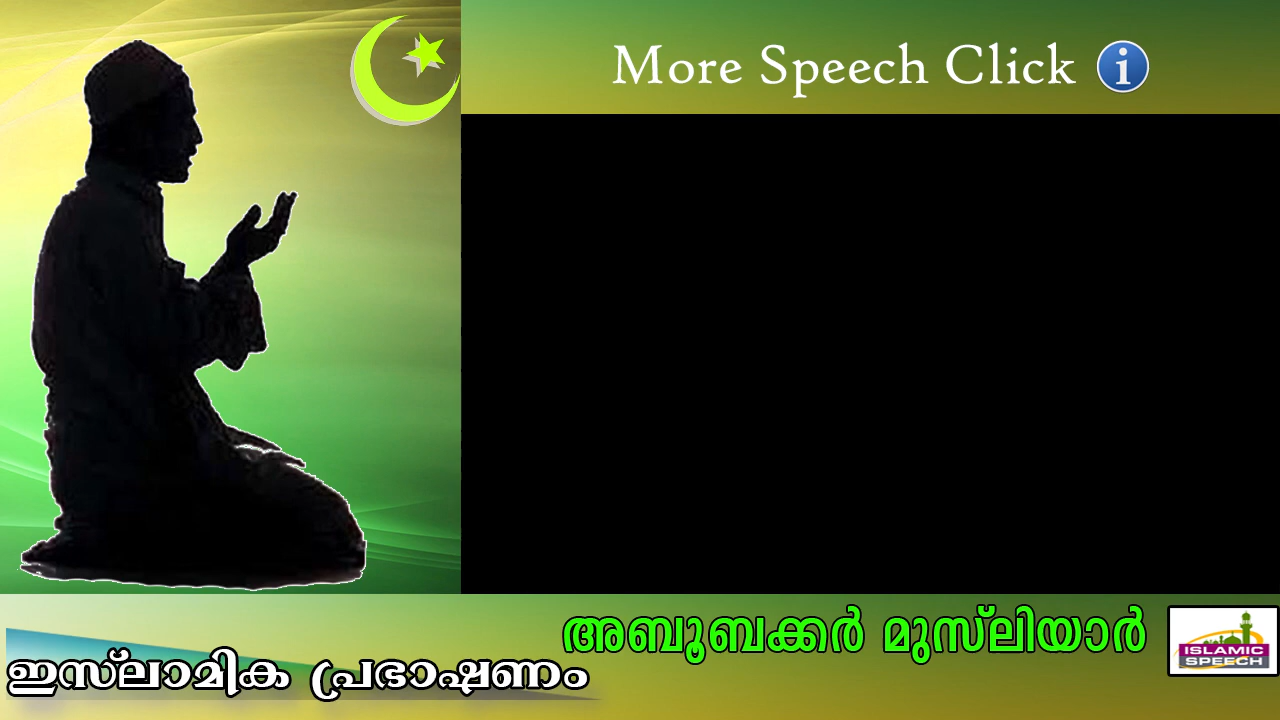 More Speech Click i
അബൂബക്കർ മുസ്‌ലിയാർ
ഇസ്‌ലാമിക പ്രഭാഷണം
ISLAMIC
SPEECH